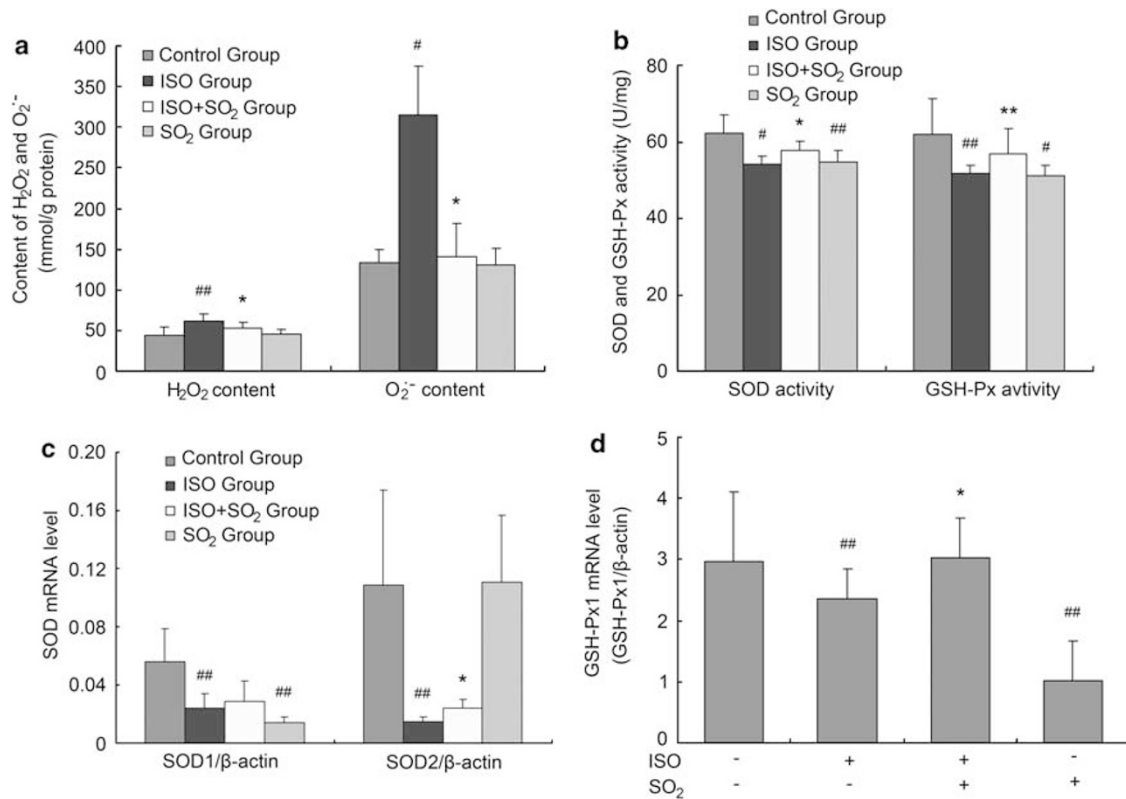 a
Control Group
ISO Group
ISO+SO₂ Group
SO₂ Group
Content of H₂O₂ and O₂·⁻
(mmol/g protein)
400
350
300
250
200
150
100
50
0
##
*
#
*
H₂O₂ content
O₂·⁻ content
b
Control Group
ISO Group
ISO+SO₂ Group
SO₂ Group
SOD and GSH-Px activity (U/mg)
80
60
40
20
0
#
*
##
##
**
#
SOD activity
GSH-Px avtivity
c
Control Group
ISO Group
ISO+SO₂ Group
SO₂ Group
SOD mRNA level
0.20
0.16
0.12
0.08
0.04
0
##
##
##
*
SOD1/β-actin
SOD2/β-actin
d
GSH-Px1 mRNA level
(GSH-Px1/β-actin)
5
4
3
2
1
0
##
*
##
ISO - + + -
SO₂ - - + +